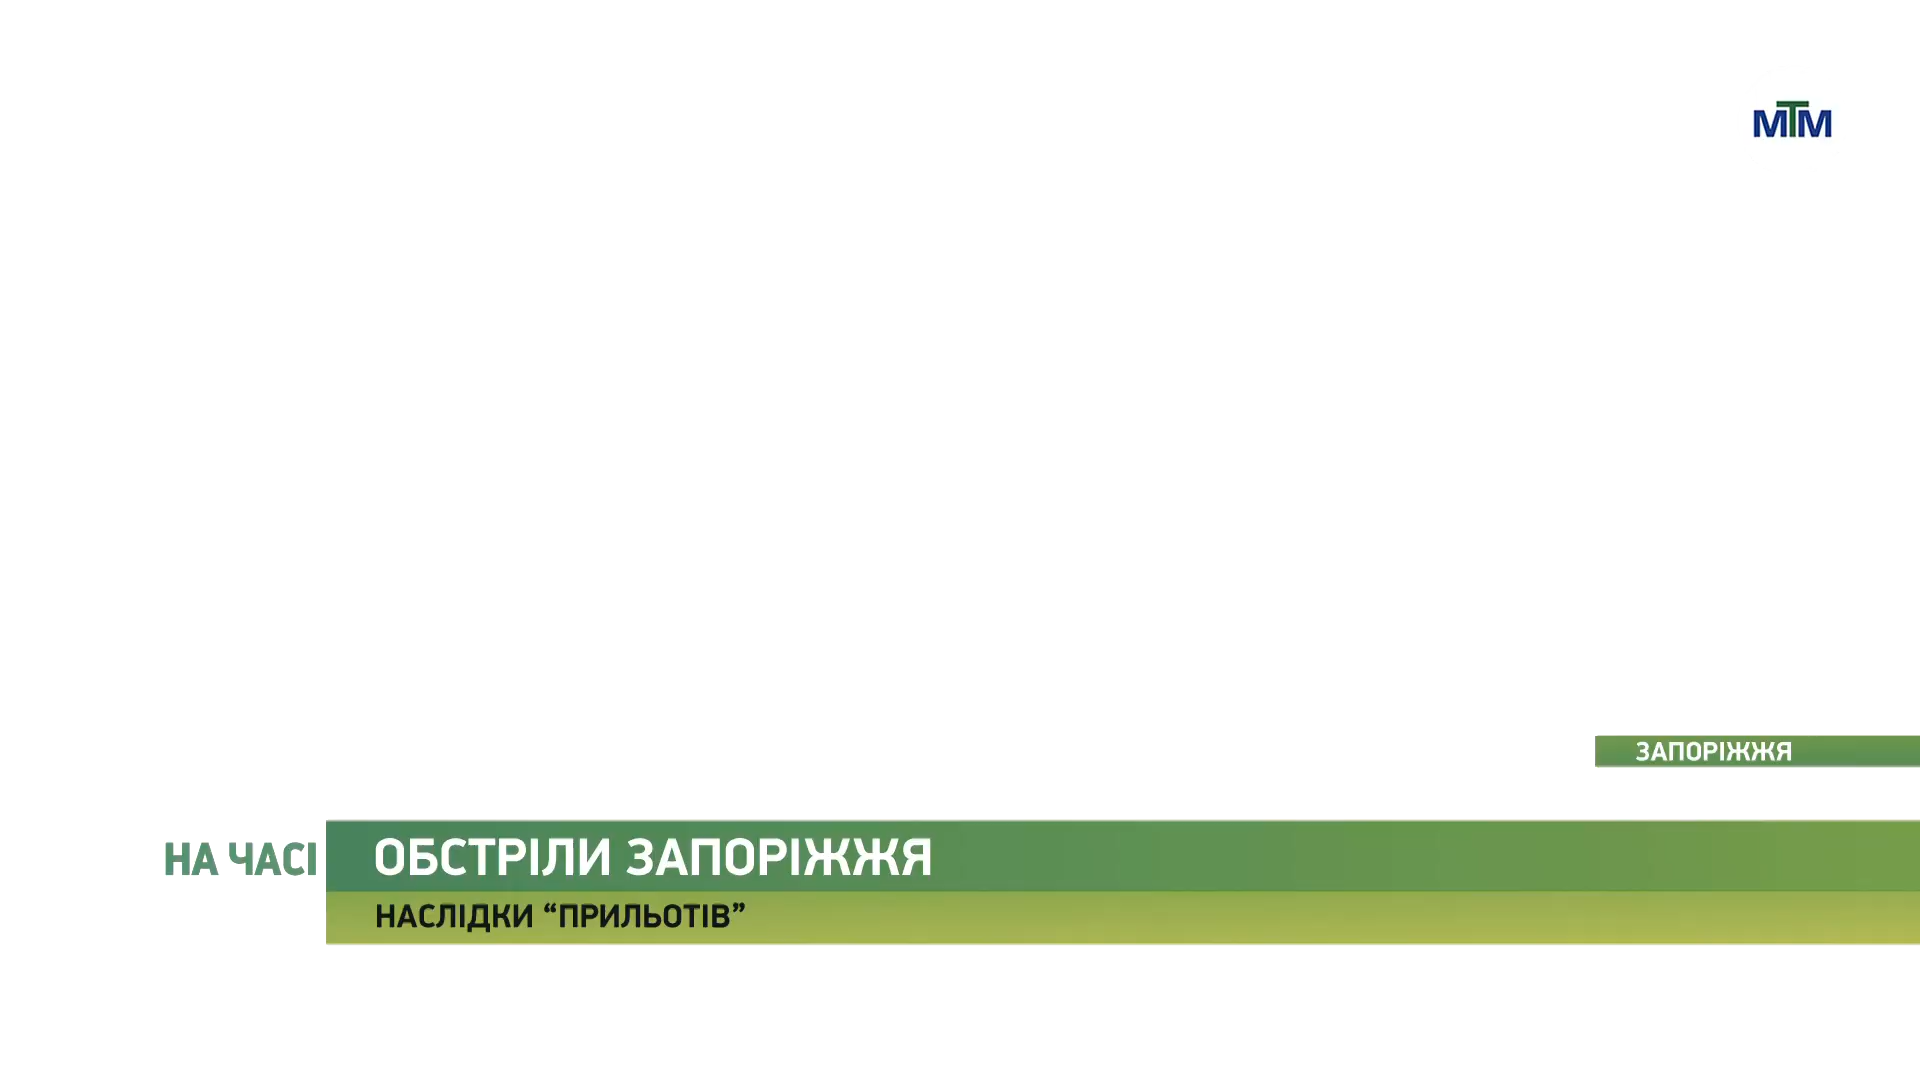 МТМ
ЗАПОРІЖЖЯ
НА ЧАСІ
ОБСТРІЛИ ЗАПОРІЖЖЯ
НАСЛІДКИ “ПРИЛЬОТІВ”